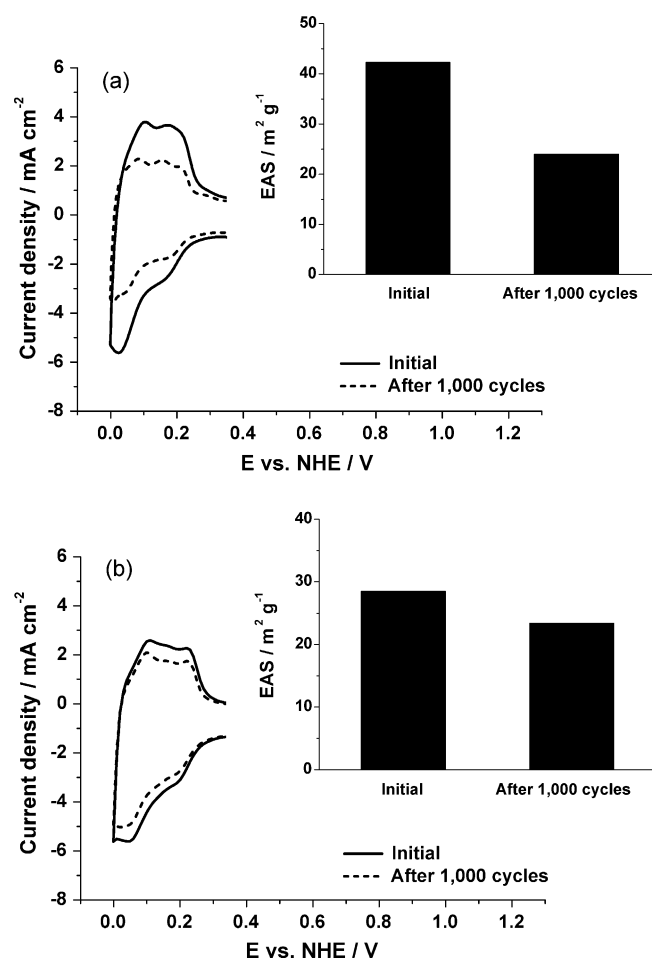 (a)
Current density / mA cm-2
6
4
2
0
-2
-4
-6
-8
0.0 0.2 0.4 0.6 0.8 1.0 1.2
E vs. NHE / V
EAS / m2 g-1
50
40
30
20
10
0
Initial After 1,000 cycles
Initial
After 1,000 cycles
(b)
Current density / mA cm-2
6
4
2
0
-2
-4
-6
-8
0.0 0.2 0.4 0.6 0.8 1.0 1.2
E vs. NHE / V
EAS / m2 g-1
40
30
20
10
0
Initial After 1,000 cycles
Initial
After 1,000 cycles